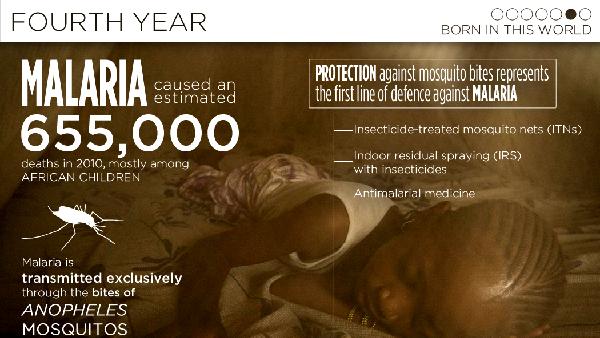 FOURTH YEAR
BORN IN THIS WORLD
MALARIA caused an estimated
655,000
deaths in 2010, mostly among
AFRICAN CHILDREN
Malaria is
transmitted exclusively
through the bites of
ANOPHELES
MOSQUITOS
PROTECTION against mosquito bites represents
the first line of defence against MALARIA
Insecticide-treated mosquito nets (ITNs)
Indoor residual spraying (IRS)
with insecticides
Antimalarial medicine